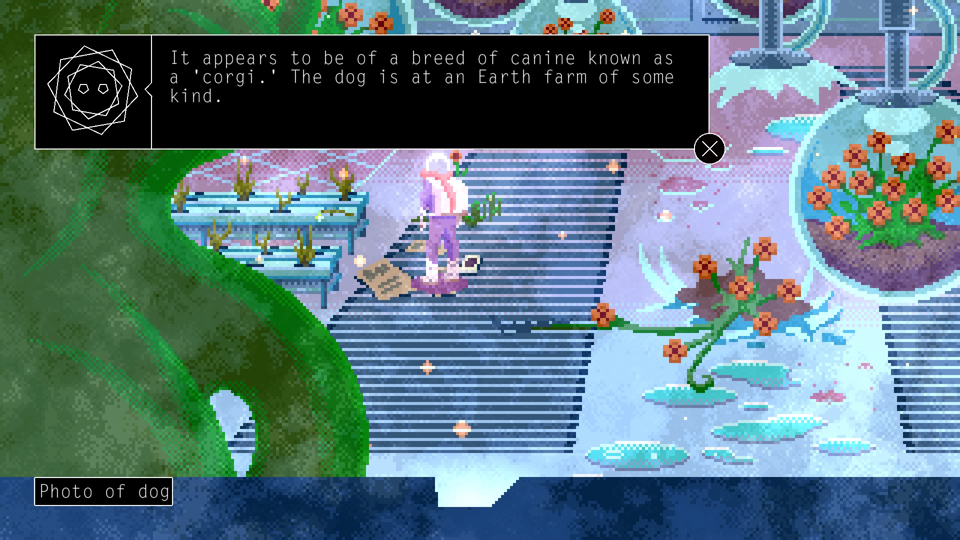 It appears to be of a breed of canine known as
a 'corgi.' The dog is at an Earth farm of some
kind.
Photo of dog